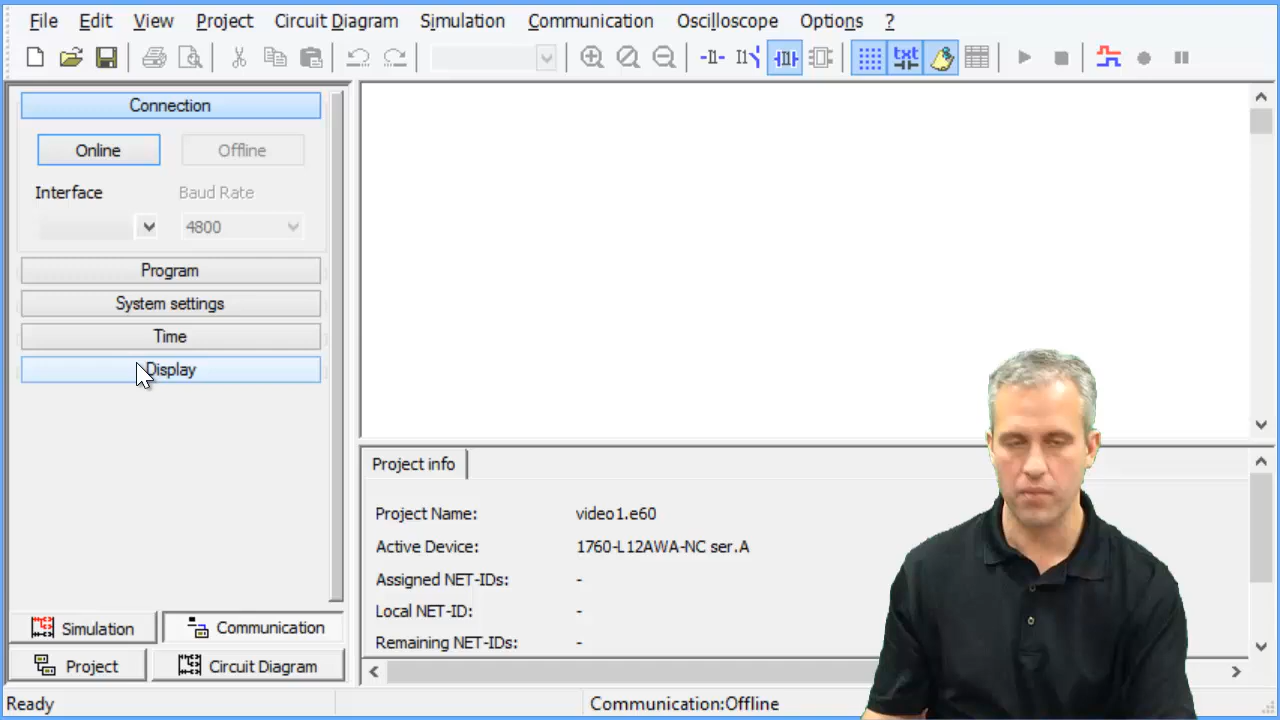 File Edit View Project Circuit Diagram Simulation Communication Oscilloscope Options ?
txt
Connection
Online Offline
Interface Baud Rate
4800
Program
System settings
Time
Display
Project info
Project Name: video1.e60
Active Device: 1760-L12AWA-NC ser.A
Assigned NET-IDs: -
Local NET-ID: -
Remaining NET-IDs: -
Simulation Communication
Project Circuit Diagram
Ready Communication:Offline